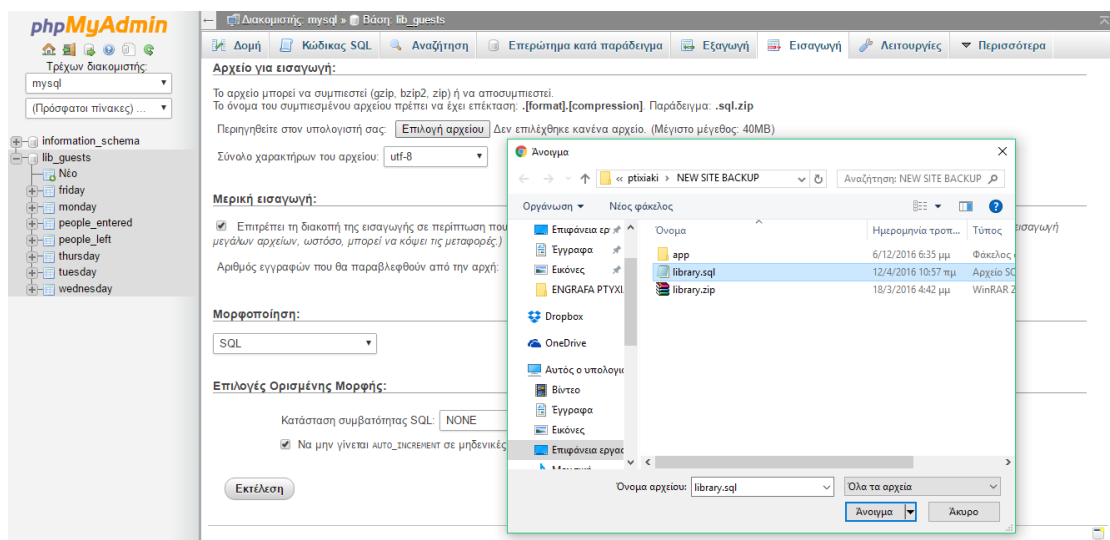 phpMyAdmin
Τρέχων διακομιστής:
mysql
(Πρόσφατοι πίνακες) ...
information_schema
lib_guests
Νέο
friday
monday
people_entered
people_left
thursday
tuesday
wednesday
Διακομιστής: mysql » Βάση: lib_guests
Δομή Κώδικας SQL Αναζήτηση Επερώτημα κατά παράδειγμα Εξαγωγή Εισαγωγή Λειτουργίες Περισσότερα
Αρχείο για εισαγωγή:
Το αρχείο μπορεί να συμπιεστεί (gzip, bzip2, zip) ή να αποσυμπιεστεί.
Το όνομα του συμπιεσμένου αρχείου πρέπει να έχει επέκταση: .[format].[compression]. Παράδειγμα: .sql.zip
Περιηγηθείτε στον υπολογιστή σας: Επιλογή αρχείου Δεν επιλέχθηκε κανένα αρχείο. (Μέγιστο μέγεθος: 40MB)
Σύνολο χαρακτήρων του αρχείου: utf-8
Μερική εισαγωγή:
Επιτρέπει τη διακοπή της εισαγωγής σε περίπτωση που
εισαγωγή
μεγάλων αρχείων, ωστόσο, μπορεί να κόψει τις μεταφορές.)
Αριθμός εγγραφών που θα παραβλεφθούν από την αρχή:
Μορφοποίηση:
SQL
Επιλογές Ορισμένης Μορφής:
Κατάσταση συμβατότητας SQL: NONE
Να μην γίνεται AUTO_INCREMENT σε μηδενικές
Εκτέλεση
Άνοιγμα
« ptixiaki › NEW SITE BACKUP
Αναζήτηση: NEW SITE BACKUP
Οργάνωση Νέος φάκελος
Επιφάνεια ερ
Έγγραφα
Εικόνες
ENGRAFA PTYXI
Dropbox
OneDrive
Αυτός ο υπολογι
Βίντεο
Έγγραφα
Εικόνες
Επιφάνεια εργασ
Όνομα Ημερομηνία τροπ... Τύπος
app 6/12/2016 6:35 μμ Φάκελος
library.sql 12/4/2016 10:57 πμ Αρχείο
library.zip 18/3/2016 4:42 μμ WinRAR Z
Όνομα αρχείου: library.sql Όλα τα αρχεία
Άνοιγμα Άκυρο